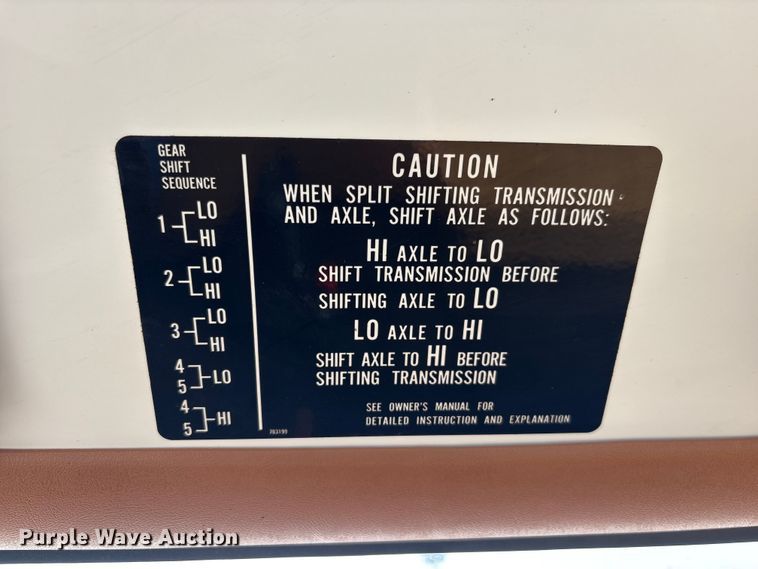 GEAR
SHIFT
SEQUENCE
1 LO
HI
2 LO
HI
3 LO
HI
4
5 LO
4
5 HI
CAUTION
WHEN SPLIT SHIFTING TRANSMISSION
AND AXLE, SHIFT AXLE AS FOLLOWS:
HI AXLE TO LO
SHIFT TRANSMISSION BEFORE
SHIFTING AXLE TO LO
LO AXLE TO HI
SHIFT AXLE TO HI BEFORE
SHIFTING TRANSMISSION
SEE OWNER'S MANUAL FOR
DETAILED INSTRUCTION AND EXPLANATION
Purple Wave Auction